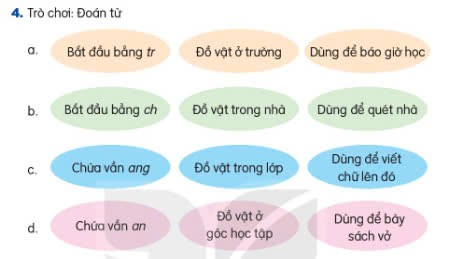 4. Trò chơi: Đoán từ
a. Bắt đầu bằng tr Đồ vật ở trường Dùng để báo giờ học
b. Bắt đầu bằng ch Đồ vật trong nhà Dùng để quét nhà
c. Chứa vần ang Đồ vật trong lớp Dùng để viết
chữ lên đó
d. Chứa vần an Đồ vật ở
góc học tập Dùng để bày
sách vở